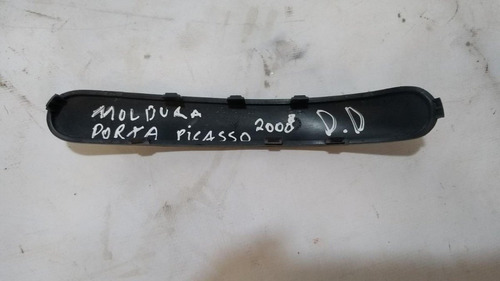 MOLDURA
PORTA PICASSO 2008 D.D